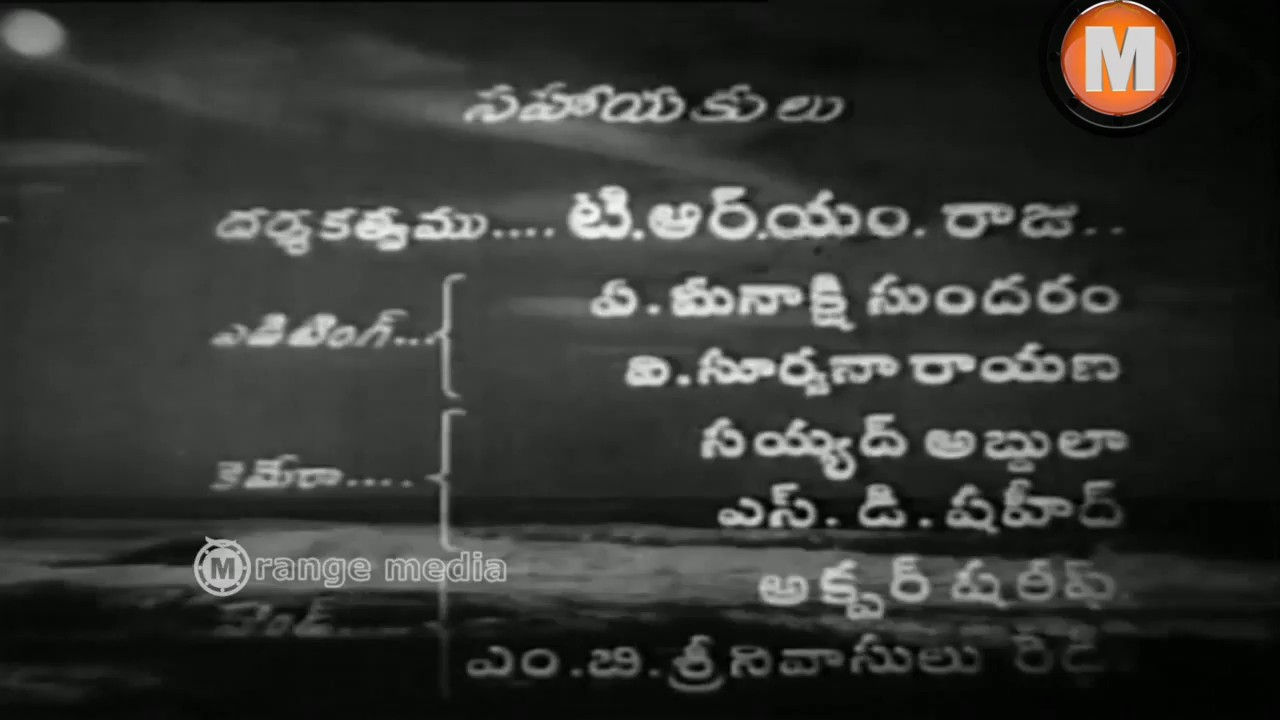 M
సహాయకులు
దర్శకత్వము.... టి.ఆర్.యం. రాజు..
ఎడిటింగ్...
ఏ.మీనాక్షి సుందరం
ఐ.సూర్యనారాయణ
కెమేరా.....
సయ్యద్ అబ్దులా
ఎస్.డి.షహీద్
M range media
అక్బర్ షరీఫ్.
ఎం.బి.శ్రీనివాసులు రెడ్డి